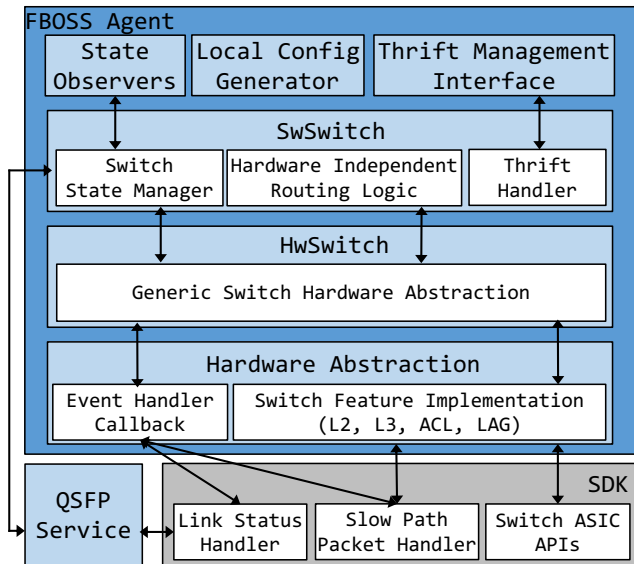 FBOSS Agent
State
Observers
Local Config
Generator
Thrift Management
Interface
SwSwitch
Switch
State Manager
Hardware Independent
Routing Logic
Thrift
Handler
HwSwitch
Generic Switch Hardware Abstraction
Hardware Abstraction
Event Handler
Callback
Switch Feature Implementation
(L2, L3, ACL, LAG)
QSFP
Service
SDK
Link Status
Handler
Slow Path
Packet Handler
Switch ASIC
APIs